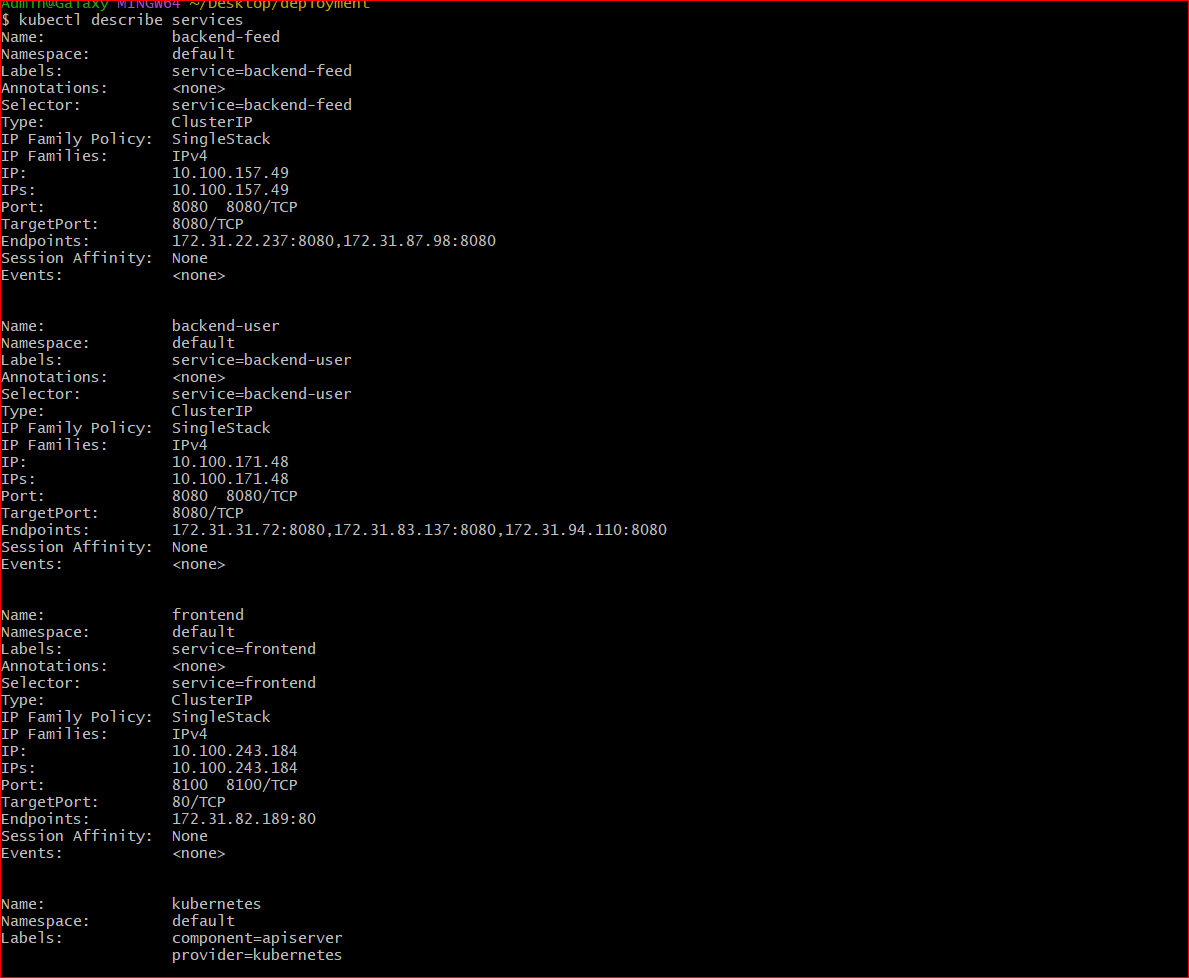 Admin@Galaxy MINGW64 ~/Desktop/deployment
$ kubectl describe services
Name:              backend-feed
Namespace:         default
Labels:            service=backend-feed
Annotations:       <none>
Selector:          service=backend-feed
Type:              ClusterIP
IP Family Policy:  SingleStack
IP Families:       IPv4
IP:                10.100.157.49
IPs:               10.100.157.49
Port:              8080  8080/TCP
TargetPort:        8080/TCP
Endpoints:         172.31.22.237:8080,172.31.87.98:8080
Session Affinity:  None
Events:            <none>

Name:              backend-user
Namespace:         default
Labels:            service=backend-user
Annotations:       <none>
Selector:          service=backend-user
Type:              ClusterIP
IP Family Policy:  SingleStack
IP Families:       IPv4
IP:                10.100.171.48
IPs:               10.100.171.48
Port:              8080  8080/TCP
TargetPort:        8080/TCP
Endpoints:         172.31.31.72:8080,172.31.83.137:8080,172.31.94.110:8080
Session Affinity:  None
Events:            <none>

Name:              frontend
Namespace:         default
Labels:            service=frontend
Annotations:       <none>
Selector:          service=frontend
Type:              ClusterIP
IP Family Policy:  SingleStack
IP Families:       IPv4
IP:                10.100.243.184
IPs:               10.100.243.184
Port:              8100  8100/TCP
TargetPort:        80/TCP
Endpoints:         172.31.82.189:80
Session Affinity:  None
Events:            <none>

Name:              kubernetes
Namespace:         default
Labels:            component=apiserver
                   provider=kubernetes